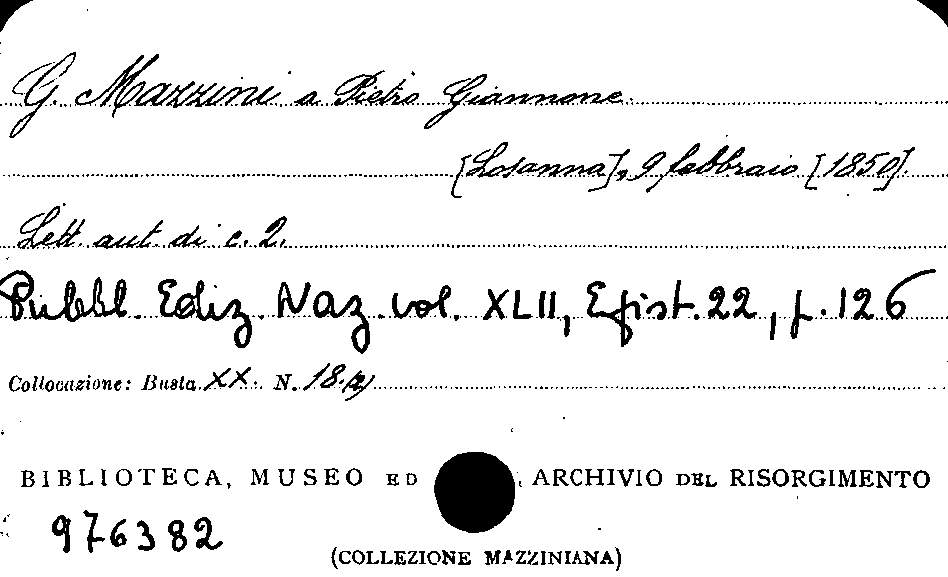 G. Mazzini a Pietro Giannone.
[Losanna], 9 febbraio [1850].
Lett. aut. di c. 2.
Pubbl. Ediz. Naz. vol. XLII, Epist. 22, p. 126
Collocazione: Busta XX. N. 18.
BIBLIOTECA, MUSEO ED ARCHIVIO DEL RISORGIMENTO
976382
(COLLEZIONE MAZZINIANA)